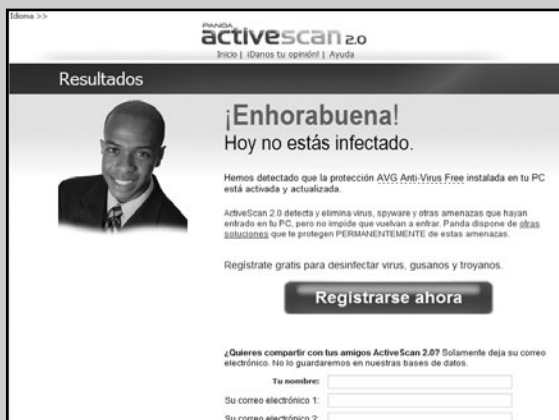 Idioma >>
PANDA
activescan 2.0
Inicio | ¡Danos tu opinión! | Ayuda
Resultados
¡Enhorabuena!
Hoy no estás infectado.
Hemos detectado que la protección AVG Anti-Virus Free instalada en tu PC
está activada y actualizada.
ActiveScan 2.0 detecta y elimina virus, spyware y otras amenazas que hayan
entrado en tu PC, pero no impide que vuelvan a entrar. Panda dispone de otras
soluciones que te protegen PERMANENTEMENTE de estas amenazas.
Regístrate gratis para desinfectar virus, gusanos y troyanos.
Registrarse ahora
¿Quieres compartir con tus amigos ActiveScan 2.0? Solamente deja su correo
electrónico. No lo guardaremos en nuestras bases de datos.
Tu nombre:
Su correo electrónico 1:
Su correo electrónico 2: